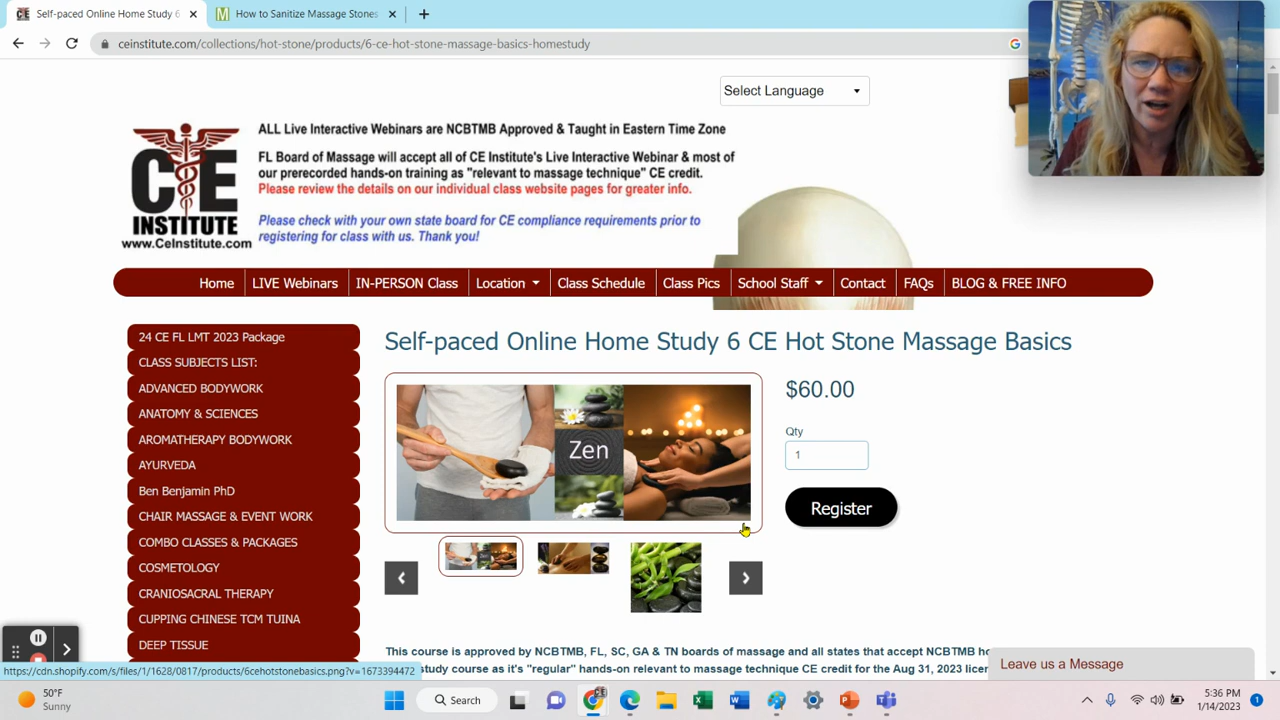 Self-paced Online Home Study 6
How to Sanitize Massage Stones
ceinstitute.com/collections/hot-stone/products/6-ce-hot-stone-massage-basics-homestudy
Select Language
CE
INSTITUTE
www.CeInstitute.com
ALL Live Interactive Webinars are NCBTMB Approved & Taught in Eastern Time Zone
FL Board of Massage will accept all of CE Institute's Live Interactive Webinar & most of
our prerecorded hands-on training as "relevant to massage technique" CE credit.
Please review the details on our individual class website pages for greater info.
Please check with your own state board for CE compliance requirements prior to
registering for class with us. Thank you!
Home LIVE Webinars IN-PERSON Class Location Class Schedule Class Pics School Staff Contact FAQs BLOG & FREE INFO
24 CE FL LMT 2023 Package
CLASS SUBJECTS LIST:
ADVANCED BODYWORK
ANATOMY & SCIENCES
AROMATHERAPY BODYWORK
AYURVEDA
Ben Benjamin PhD
CHAIR MASSAGE & EVENT WORK
COMBO CLASSES & PACKAGES
COSMETOLOGY
CRANIOSACRAL THERAPY
CUPPING CHINESE TCM TUINA
DEEP TISSUE
Self-paced Online Home Study 6 CE Hot Stone Massage Basics
Zen
$60.00
Qty
1
Register
This course is approved by NCBTMB, FL, SC, GA & TN boards of massage and all states that accept NCBTMB
study course as it's "regular" hands-on relevant to massage technique CE credit for the Aug 31, 2023
Leave us a Message
https://cdn.shopify.com/s/files/1/1628/0817/products/6cehotstonebasics.png?v=1673394472
50°F
Sunny
Search
5:36 PM
1/14/2023
1